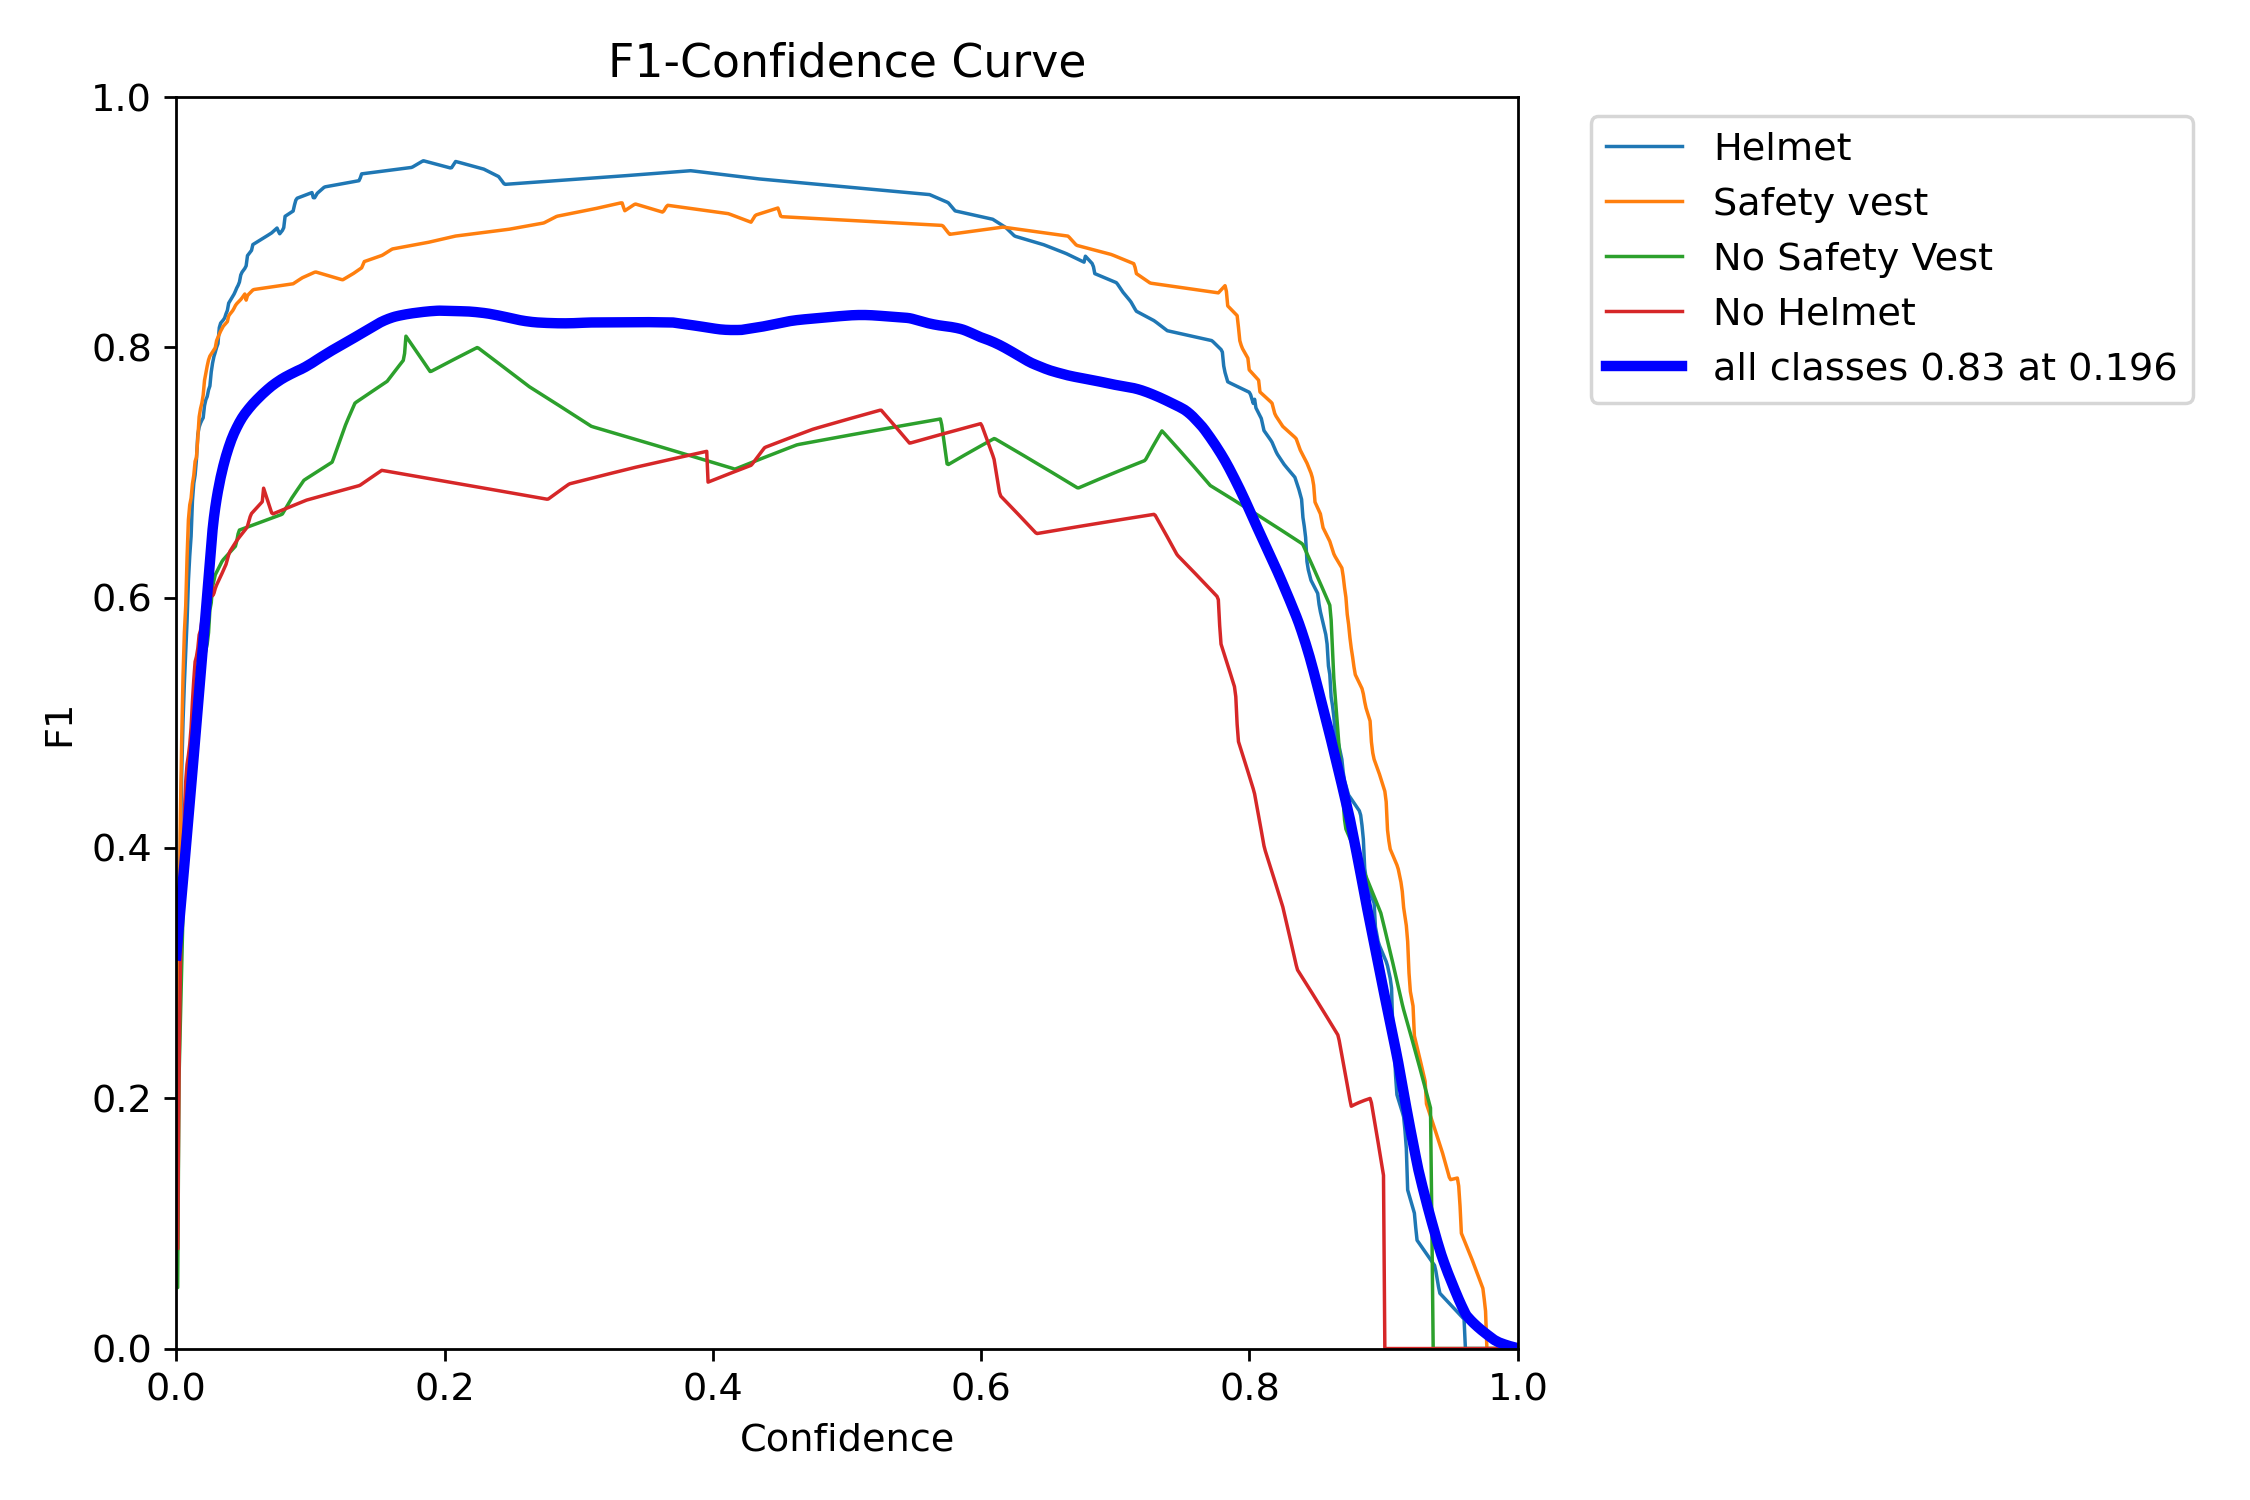 F1-Confidence Curve
1.0
0.8
0.6
0.4
0.2
0.0
F1
0.0 0.2 0.4 0.6 0.8 1.0
Confidence
Helmet
Safety vest
No Safety Vest
No Helmet
all classes 0.83 at 0.196